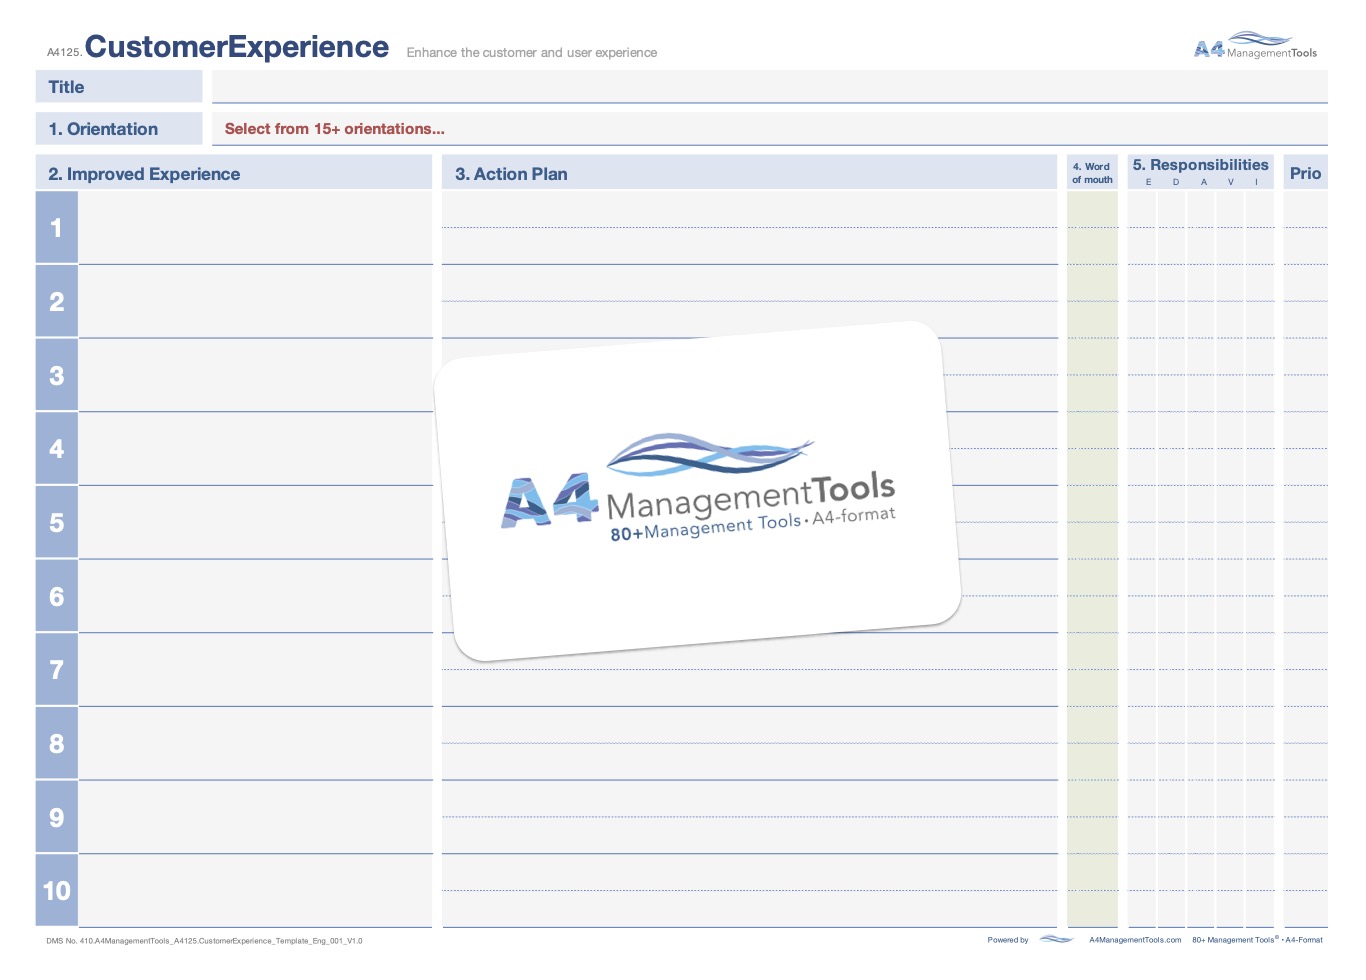 A4125. CustomerExperience Enhance the customer and user experience
A4 ManagementTools
Title
1. Orientation
Select from 15+ orientations...
2. Improved Experience
3. Action Plan
4. Word
of mouth
5. Responsibilities
E D A V I
Prio
1
2
3
4
5
6
7
8
9
10
A4 ManagementTools
80+Management Tools • A4-format
DMS No. 410.A4ManagementTools_A4125.CustomerExperience_Template_Eng_001_V1.0
Powered by A4ManagementTools.com 80+ Management Tools® • A4-Format